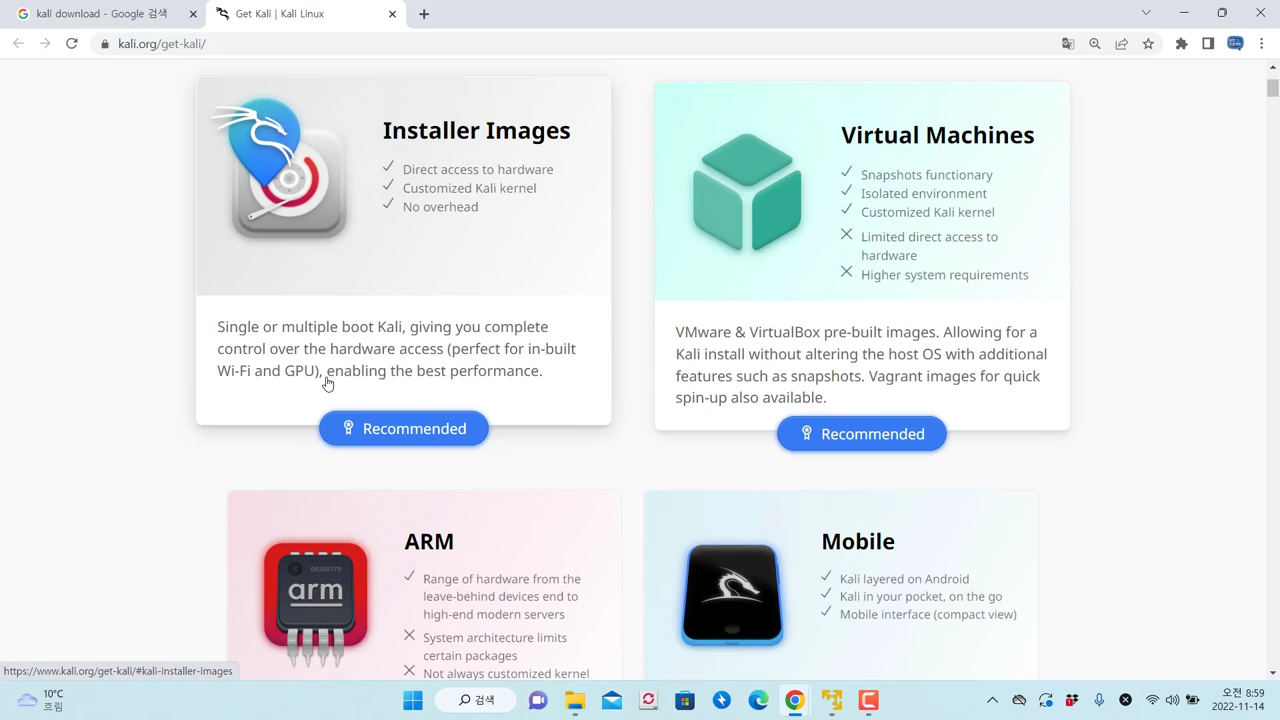 kali download - Google 검색
Get Kali | Kali Linux
kali.org/get-kali/
Installer Images
Direct access to hardware
Customized Kali kernel
No overhead
Single or multiple boot Kali, giving you complete
control over the hardware access (perfect for in-built
Wi-Fi and GPU), enabling the best performance.
Recommended
Virtual Machines
Snapshots functionary
Isolated environment
Customized Kali kernel
Limited direct access to
hardware
Higher system requirements
VMware & VirtualBox pre-built images. Allowing for a
Kali install without altering the host OS with additional
features such as snapshots. Vagrant images for quick
spin-up also available.
Recommended
arm
ARM
Range of hardware from the
leave-behind devices end to
high-end modern servers
System architecture limits
certain packages
Not always customized kernel
Mobile
Kali layered on Android
Kali in your pocket, on the go
Mobile interface (compact view)
https://www.kali.org/get-kali/#kali-installer-images
10°C
흐림
검색
오전 8:59
2022-11-14